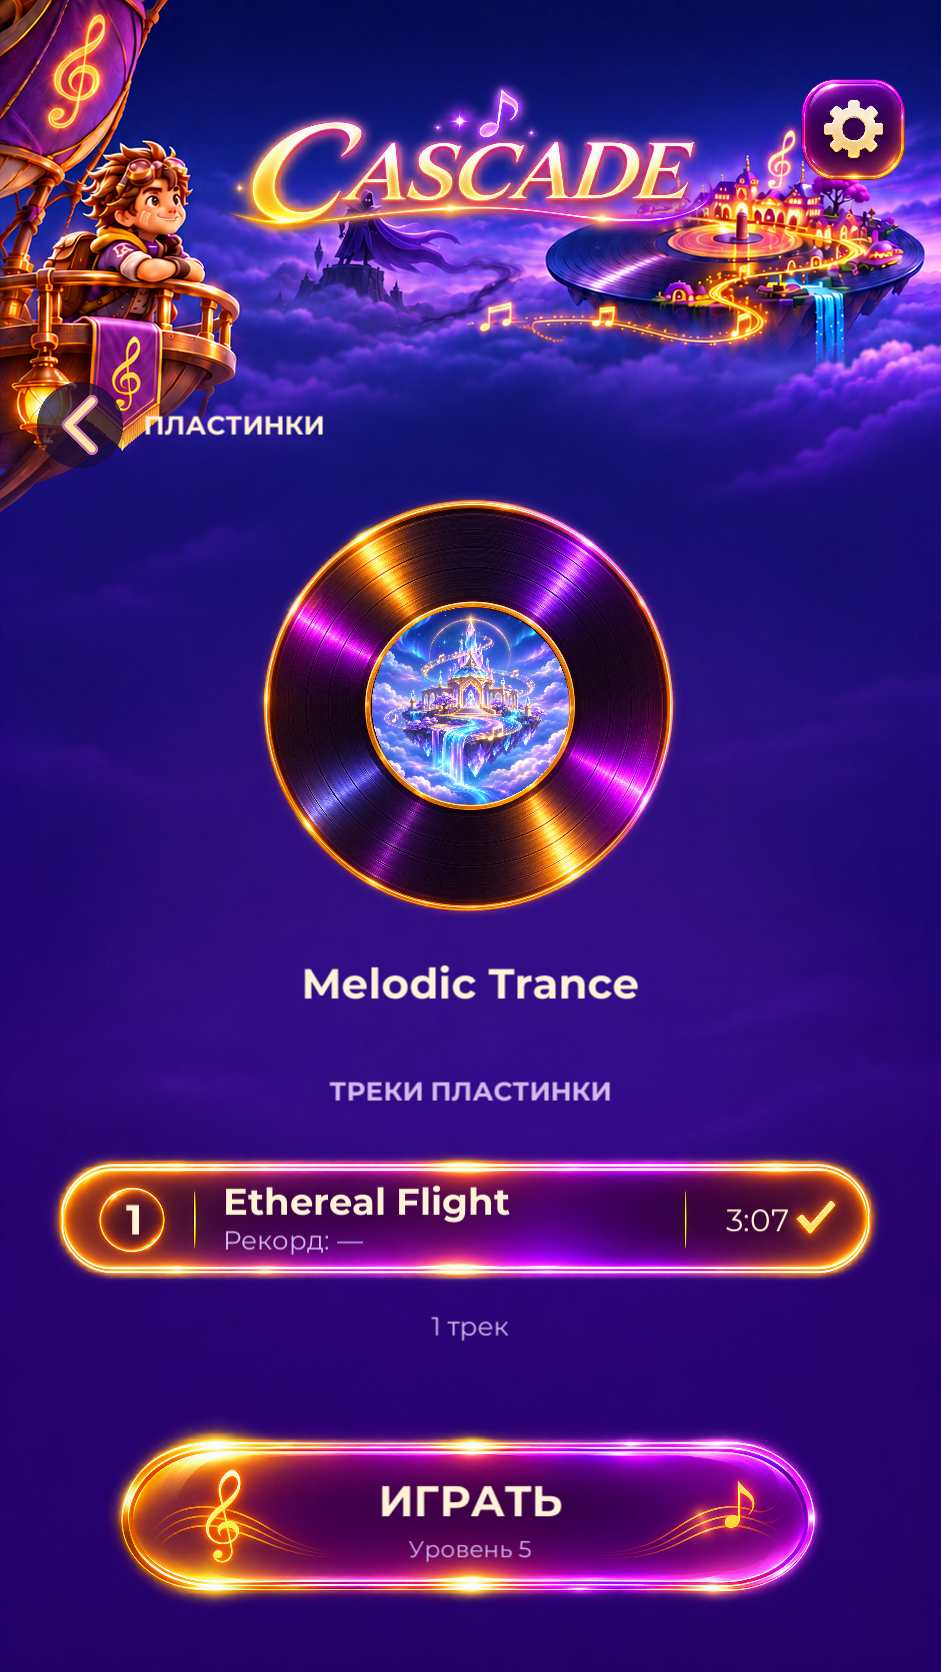 CASCADE
ПЛАСТИНКИ
Melodic Trance
ТРЕКИ ПЛАСТИНКИ
1
Ethereal Flight
Рекорд: —
3:07
1 трек
ИГРАТЬ
Уровень 5